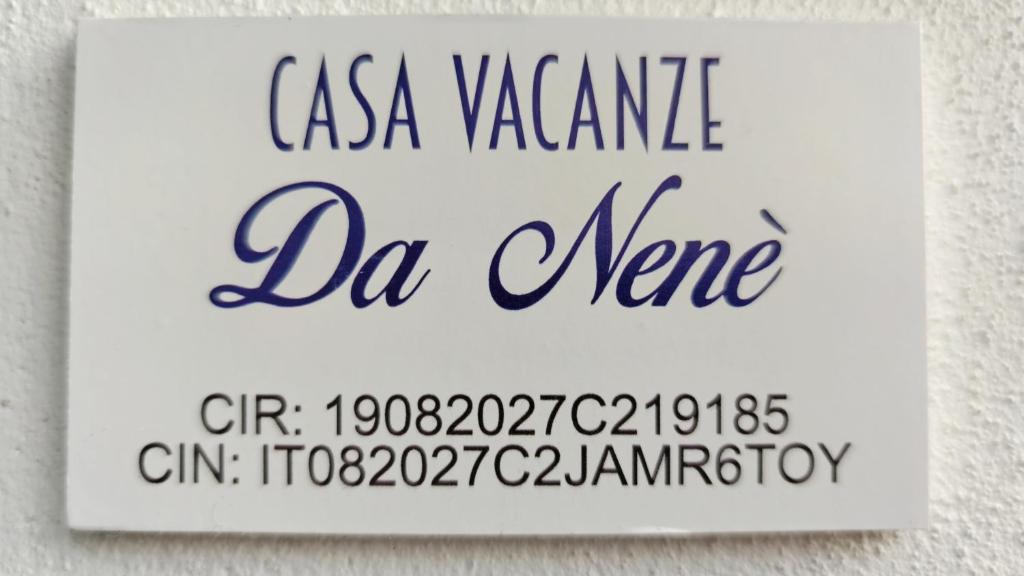 CASA VACANZE
Da Nenè
CIR: 19082027C219185
CIN: IT082027C2JAMR6TOY